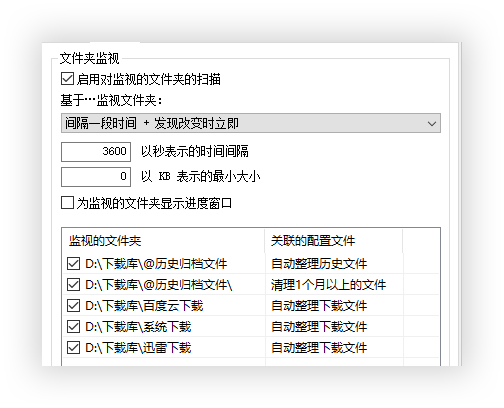 文件夹监视
启用对监视的文件夹的扫描
基于…监视文件夹:
间隔一段时间 + 发现改变时立即
3600 以秒表示的时间间隔
0 以 KB 表示的最小大小
为监视的文件夹显示进度窗口
监视的文件夹 关联的配置文件
D:\下载库\@历史归档文件 自动整理历史文件
D:\下载库\@历史归档文件\ 清理1个月以上的文件
D:\下载库\百度云下载 自动整理下载文件
D:\下载库\系统下载 自动整理下载文件
D:\下载库\迅雷下载 自动整理下载文件